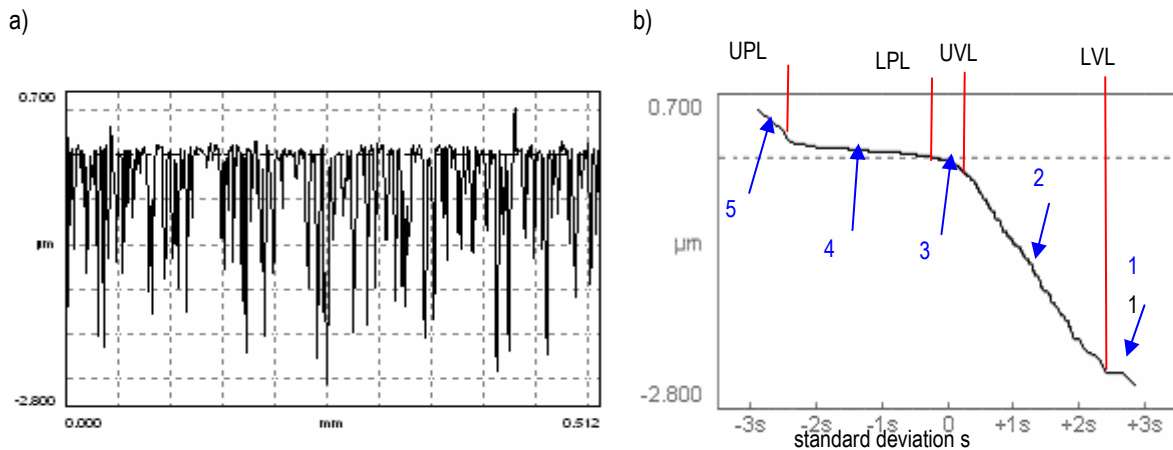 a)
0.700
µm
-2.800
0.000
mm
0.512
b)
UPL
LPL
UVL
LVL
0.700
µm
-2.800
5
4
3
2
1
1
-3s -2s -1s 0 +1s +2s +3s
standard deviation s